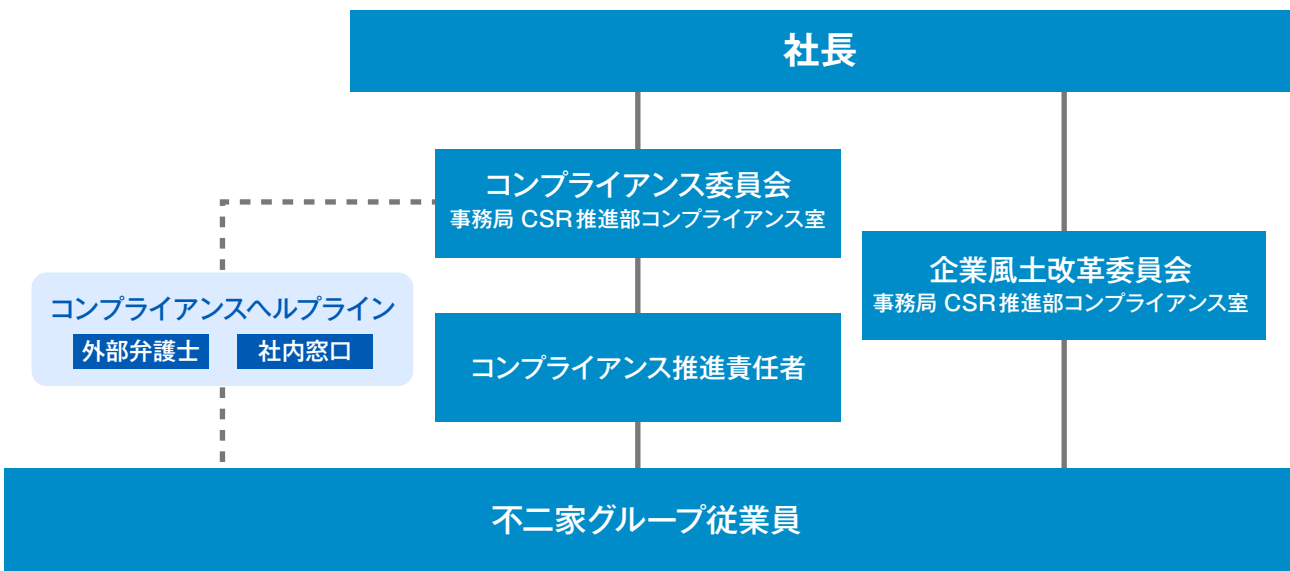 社長
コンプライアンス委員会
事務局 CSR推進部コンプライアンス室
企業風土改革委員会
事務局 CSR推進部コンプライアンス室
コンプライアンスヘルプライン
外部弁護士 社内窓口
コンプライアンス推進責任者
不二家グループ従業員